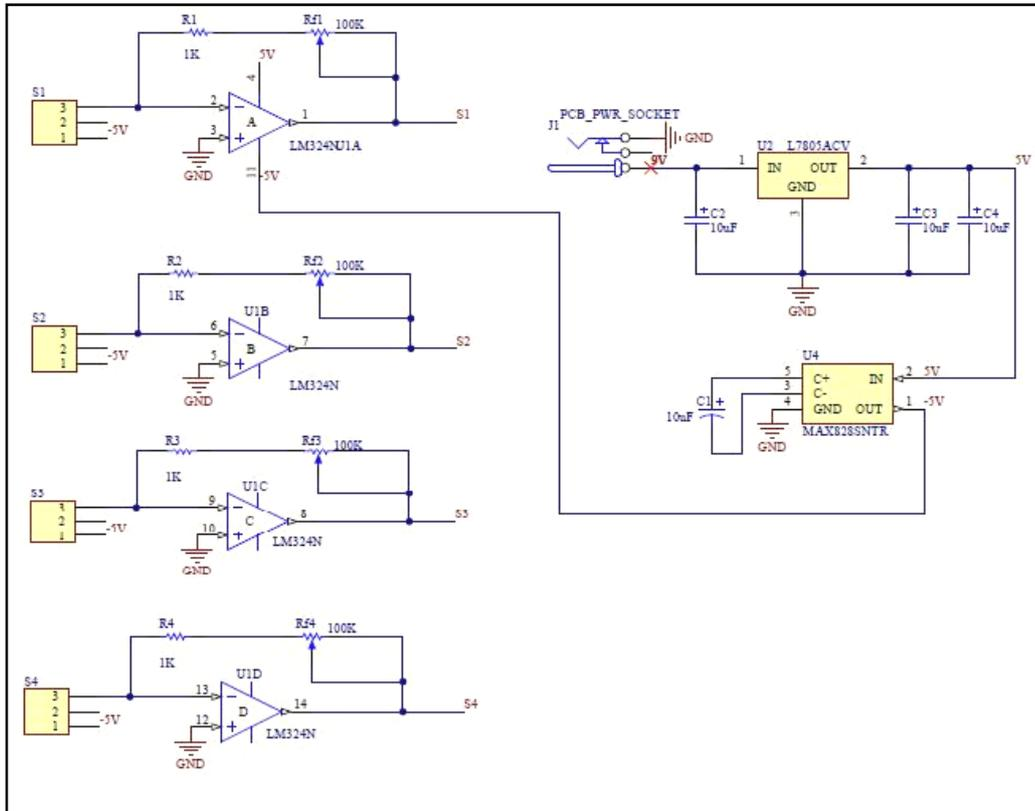 R1
Rf1
100K
1K
5V
4
S1
3
2
1
-5V
2
3
A
1
S1
LM324NU1A
GND
11
-5V
PCB_PWR_SOCKET
J1
GND
9V
U2
L7805ACV
1
IN
OUT
2
GND
3
5V
C2
10uF
C3
10uF
C4
10uF
GND
R2
Rf2
100K
1K
S2
3
2
1
-5V
U1B
6
5
B
7
S2
LM324N
GND
U4
5
C+
IN
2
5V
3
C-
4
GND
OUT
1
-5V
C1
10uF
GND
MAX828SNTR
R3
Rf3
100K
1K
S3
3
2
1
-5V
U1C
9
10
C
8
S3
LM324N
GND
R4
Rf4
100K
1K
S4
3
2
1
-5V
U1D
13
12
D
14
S4
LM324N
GND